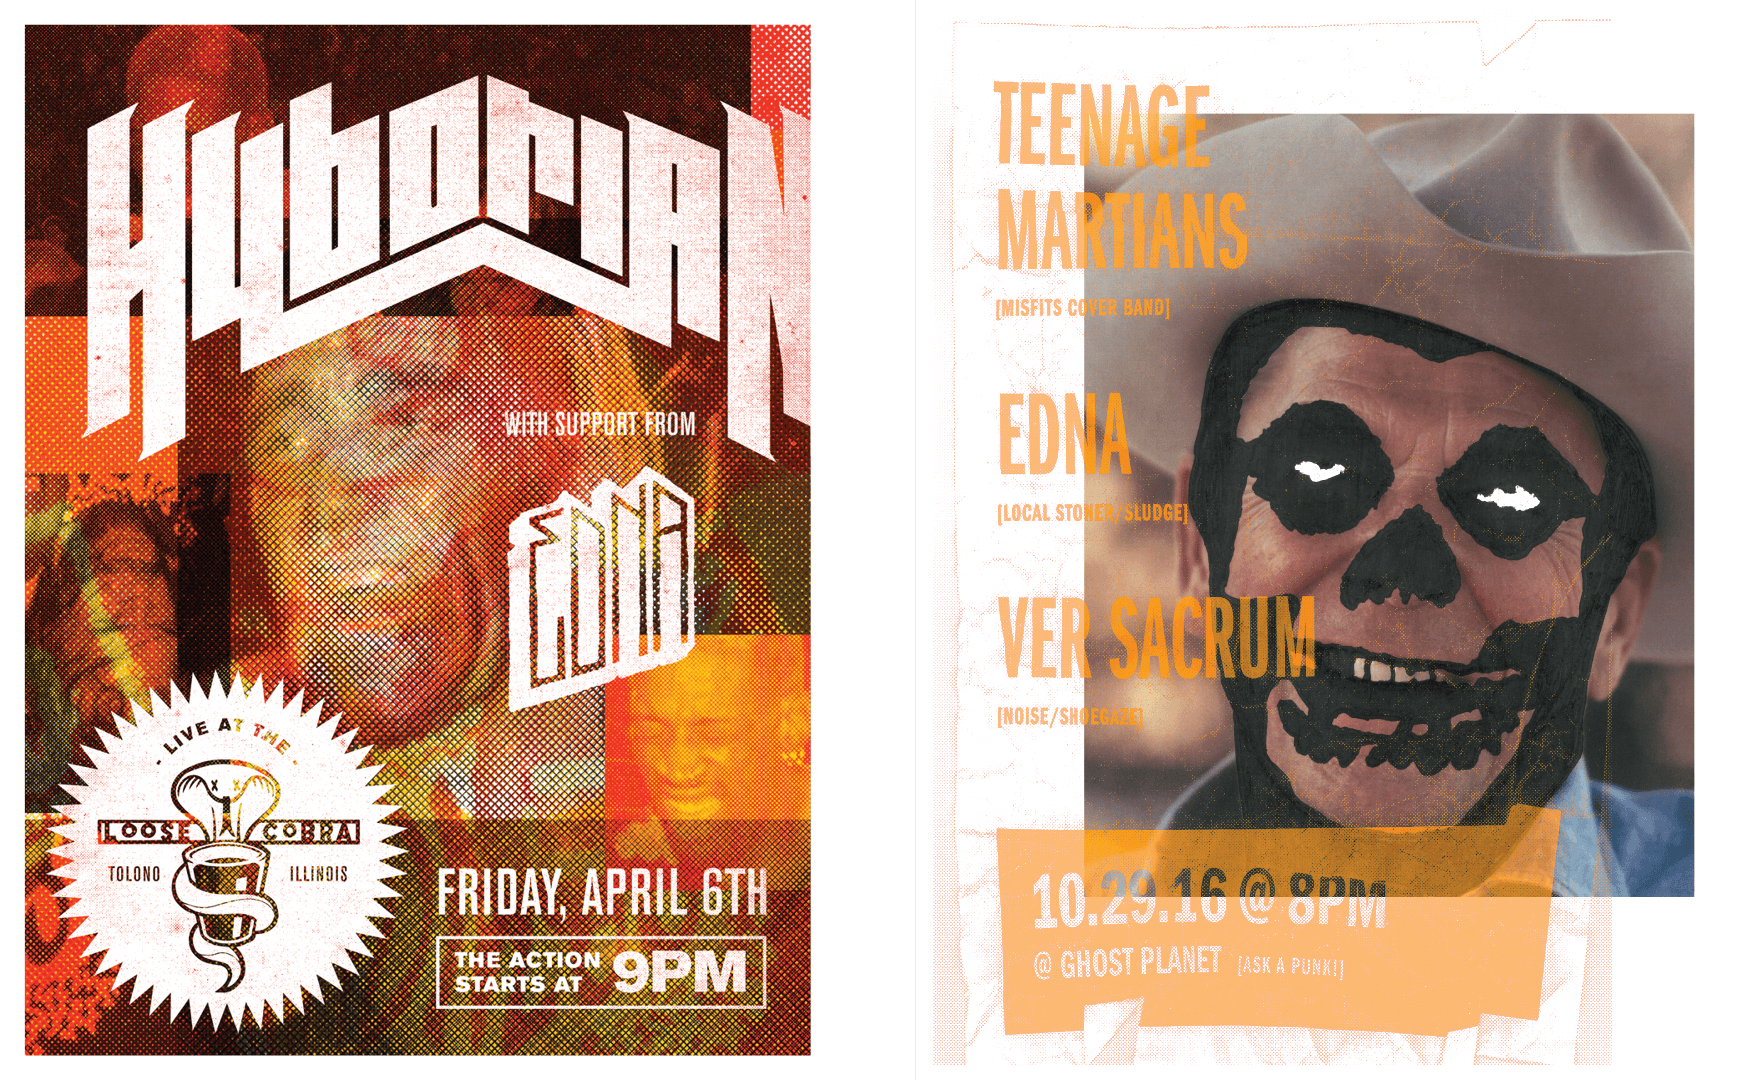 HYBORIAN
WITH SUPPORT FROM
EDNA
- LIVE AT THE -
LOOSE COBRA
TOLONO ILLINOIS
FRIDAY, APRIL 6TH
THE ACTION
STARTS AT 9PM
TEENAGE
MARTIANS
[MISFITS COVER BAND]
EDNA
[LOCAL STONER/SLUDGE]
VER SACRUM
[NOISE/SHOEGAZE]
10.29.16 @ 8PM
@ GHOST PLANET [ASK A PUNK!]